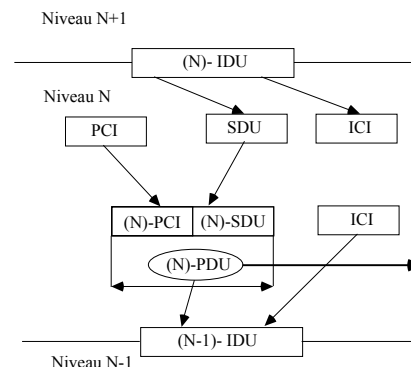 Niveau N+1
(N)- IDU
Niveau N
PCI
SDU
ICI
(N)-PCI
(N)-SDU
ICI
(N)-PDU
(N-1)- IDU
Niveau N-1